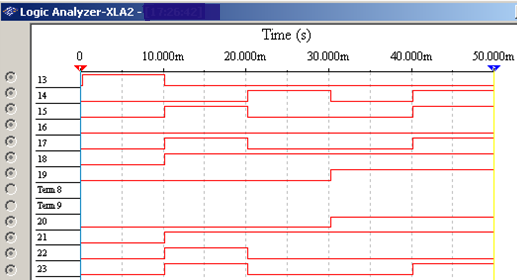 Logic Analyzer-XLA2 -
Time (s)
0 10.000m 20.000m 30.000m 40.000m 50.000m
13
14
15
16
17
18
19
Term 8
Term 9
20
21
22
23